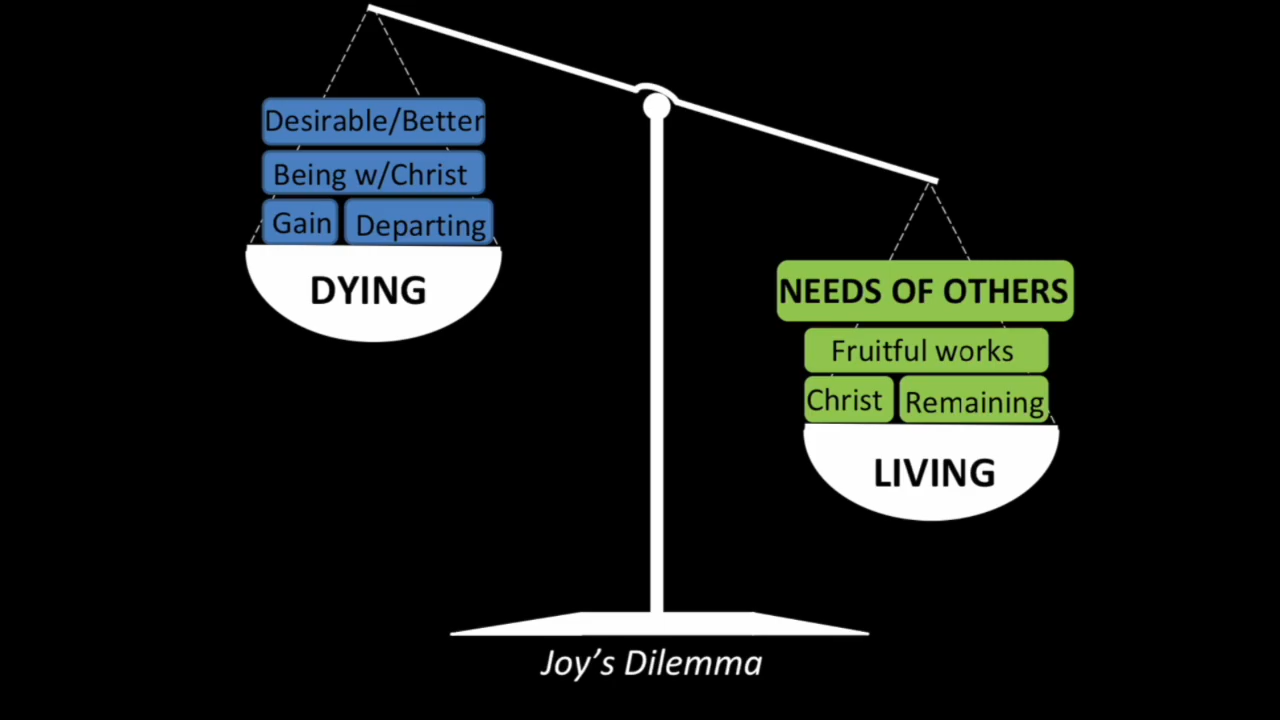 Desirable/Better
Being w/Christ
Gain
Departing
DYING
NEEDS OF OTHERS
Fruitful works
Christ
Remaining
LIVING
Joy’s Dilemma